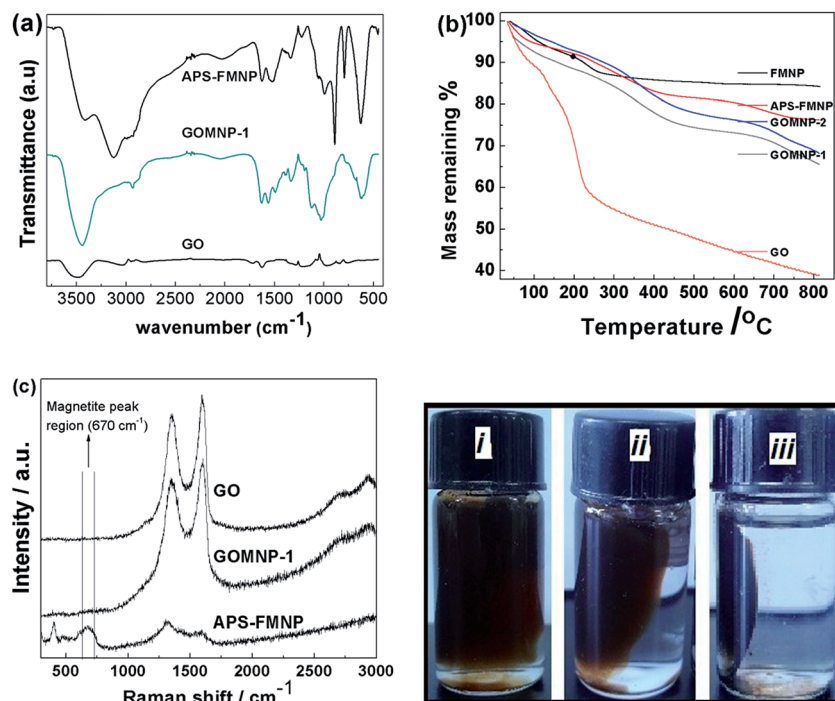 (a)
APS-FMNP
GOMNP-1
GO
Transmittance (a.u)
3500 3000 2500 2000 1500 1000 500
wavenumber (cm-1)
(b)
100
90
80
70
60
50
40
FMNP
APS-FMNP
GOMNP-2
GOMNP-1
GO
Mass remaining %
100 200 300 400 500 600 700 800
Temperature /OC
(c)
Magnetite peak
region (670 cm-1)
GO
GOMNP-1
APS-FMNP
Intensity / a.u.
500 1000 1500 2000 2500 3000
Raman shift / cm-1
i
ii
iii